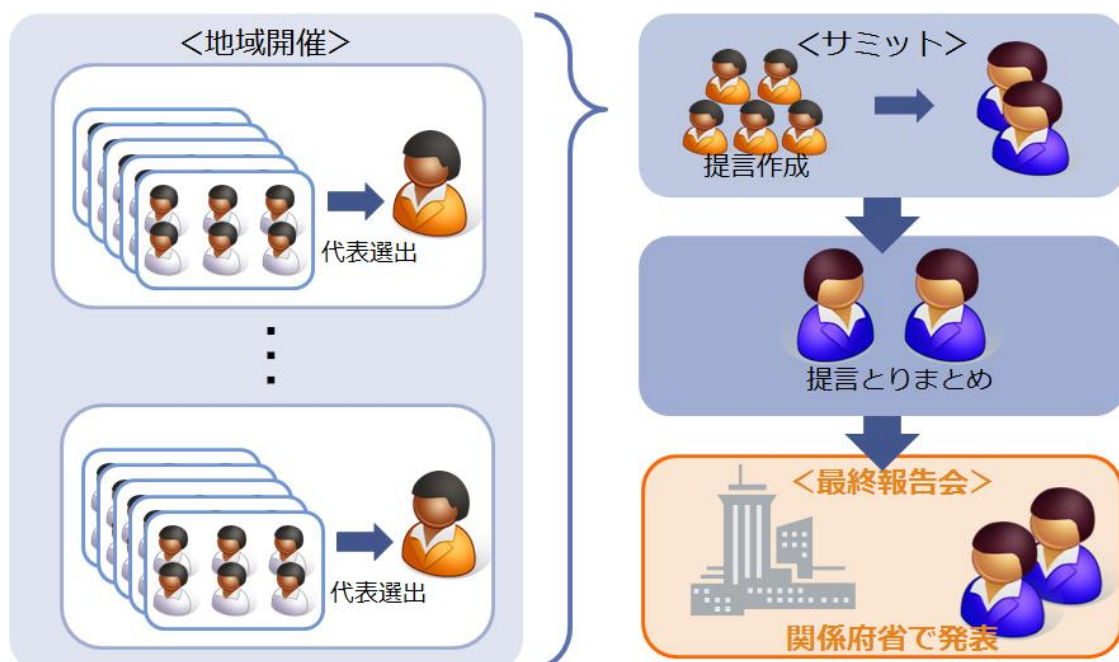 <地域開催>
代表選出
代表選出
<サミット>
提言作成
提言とりまとめ
<最終報告会>
関係府省で発表